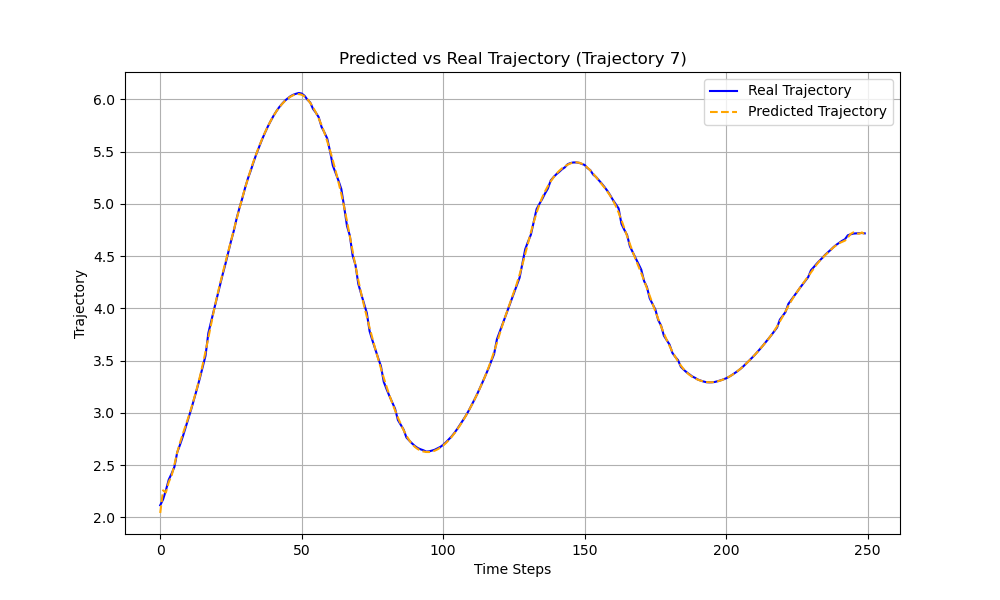 Predicted vs Real Trajectory (Trajectory 7)
Real Trajectory
Predicted Trajectory
Trajectory
6.0
5.5
5.0
4.5
4.0
3.5
3.0
2.5
2.0
0 50 100 150 200 250
Time Steps